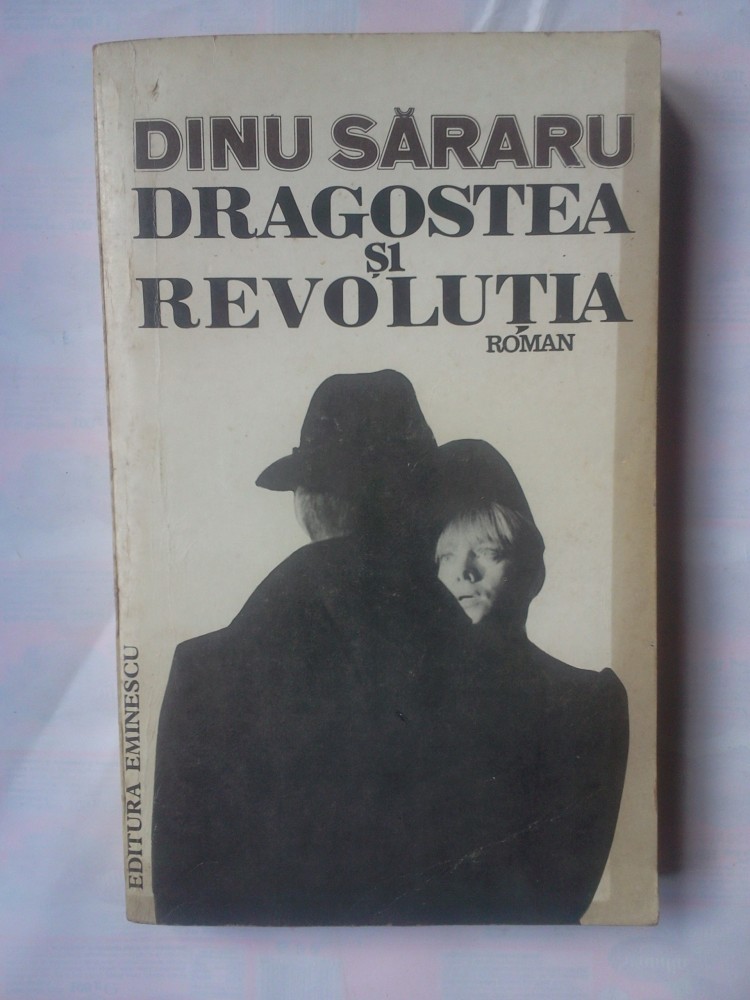 DINU SĂRARU
DRAGOSTEA
ȘI
REVOLUȚIA
ROMAN
EDITURA EMINESCU